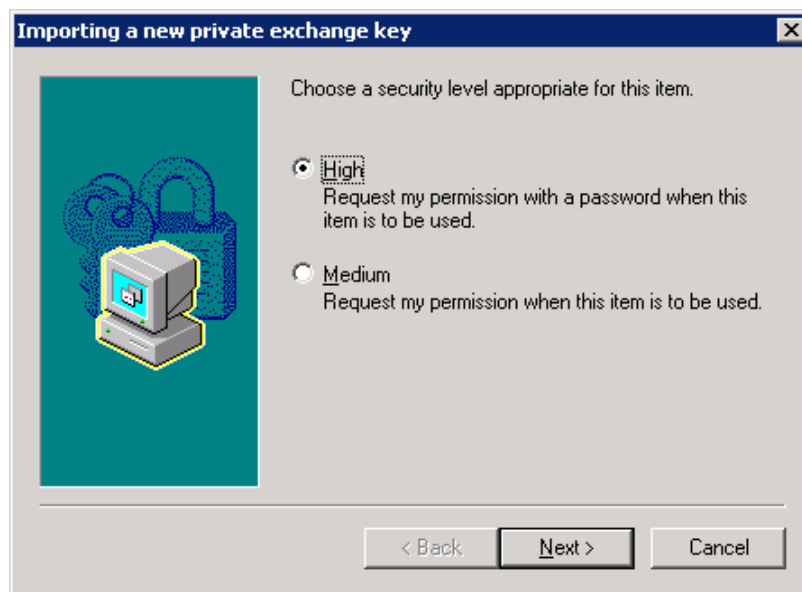 Importing a new private exchange key
Choose a security level appropriate for this item.
High
Request my permission with a password when this
item is to be used.
Medium
Request my permission when this item is to be used.
< Back
Next >
Cancel